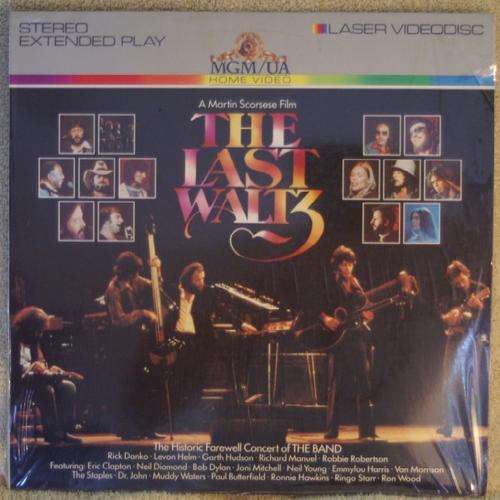 STEREO
EXTENDED PLAY
LASER VIDEODISC
MGM/UA
HOME VIDEO
A Martin Scorsese Film
THE
LAST
WALTZ
The Historic Farewell Concert of THE BAND
Rick Danko · Levon Helm · Garth Hudson · Richard Manuel · Robbie Robertson
Featuring: Eric Clapton · Neil Diamond · Bob Dylan · Joni Mitchell · Neil Young · Emmylou Harris · Van Morrison
The Staples · Dr. John · Muddy Waters · Paul Butterfield · Ronnie Hawkins · Ringo Starr · Ron Wood